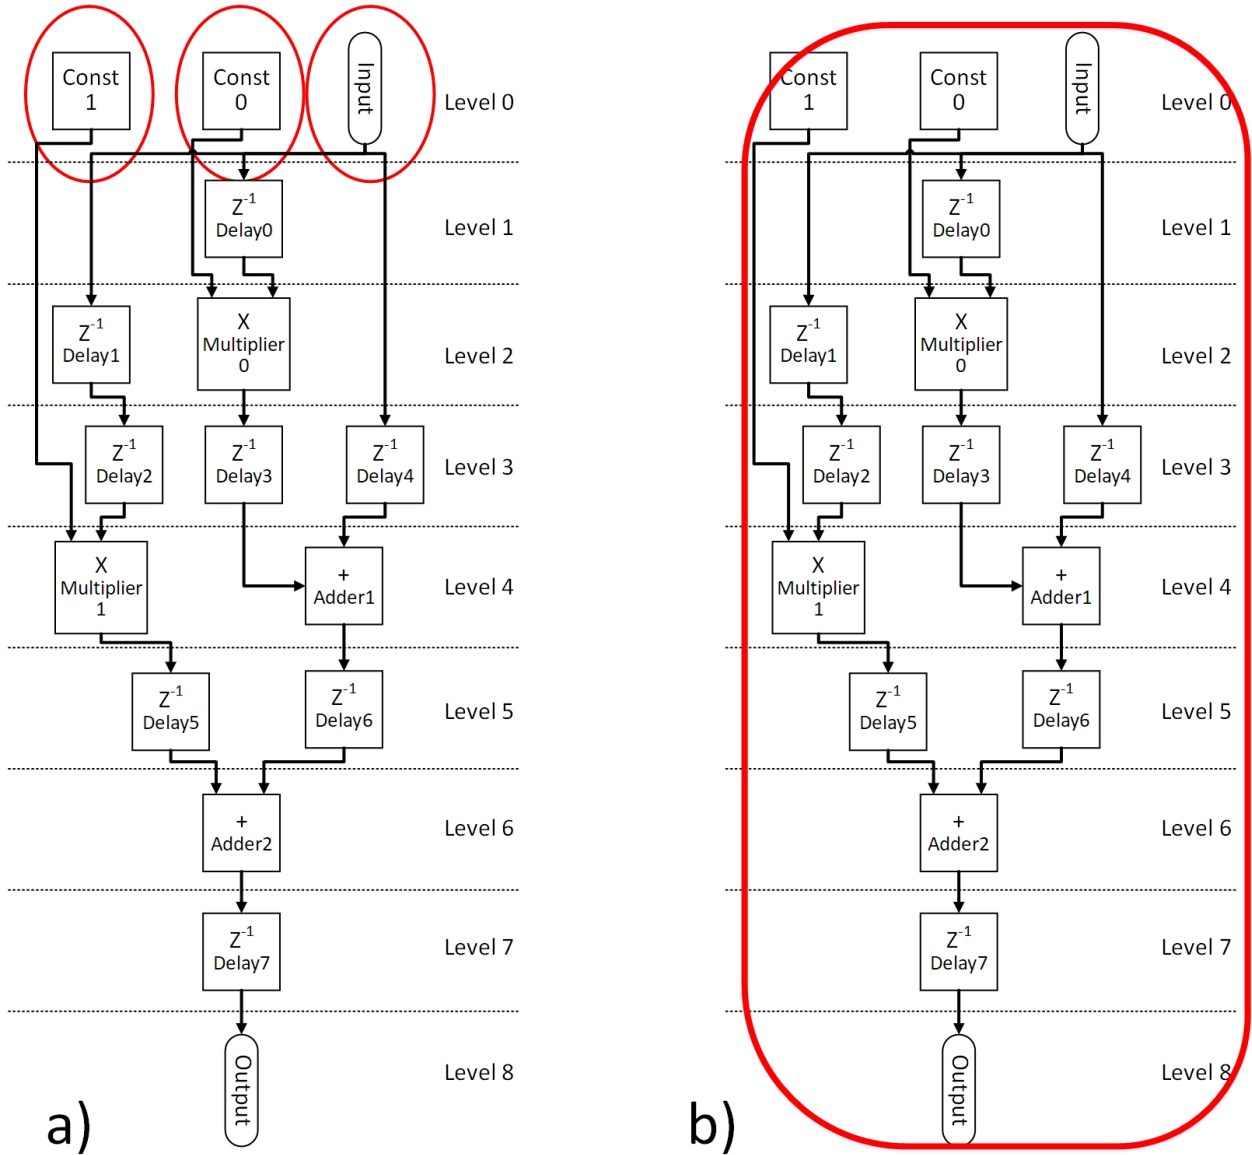 Const
1
Const
0
Input
Level 0
Z-1
Delay0
Level 1
Z-1
Delay1
X
Multiplier
0
Level 2
Z-1
Delay2
Z-1
Delay3
Z-1
Delay4
Level 3
X
Multiplier
1
+
Adder1
Level 4
Z-1
Delay5
Z-1
Delay6
Level 5
+
Adder2
Level 6
Z-1
Delay7
Level 7
Output
Level 8
a)
Const
1
Const
0
Input
Level 0
Z-1
Delay0
Level 1
Z-1
Delay1
X
Multiplier
0
Level 2
Z-1
Delay2
Z-1
Delay3
Z-1
Delay4
Level 3
X
Multiplier
1
+
Adder1
Level 4
Z-1
Delay5
Z-1
Delay6
Level 5
+
Adder2
Level 6
Z-1
Delay7
Level 7
Output
Level 8
b)